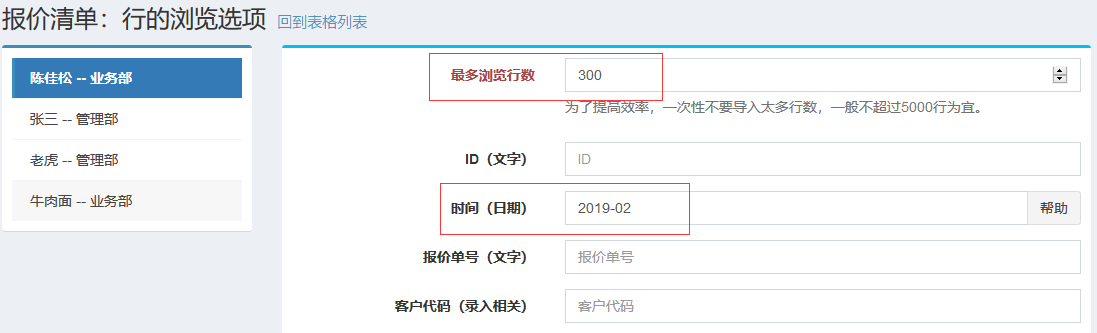 报价清单：行的浏览选项 回到表格列表
陈佳松 -- 业务部
张三 -- 管理部
老虎 -- 管理部
牛肉面 -- 业务部
最多浏览行数 300
为了提高效率，一次性不要导入太多行数，一般不超过5000行为宜。
ID（文字） ID
时间（日期） 2019-02 帮助
报价单号（文字） 报价单号
客户代码（录入相关） 客户代码